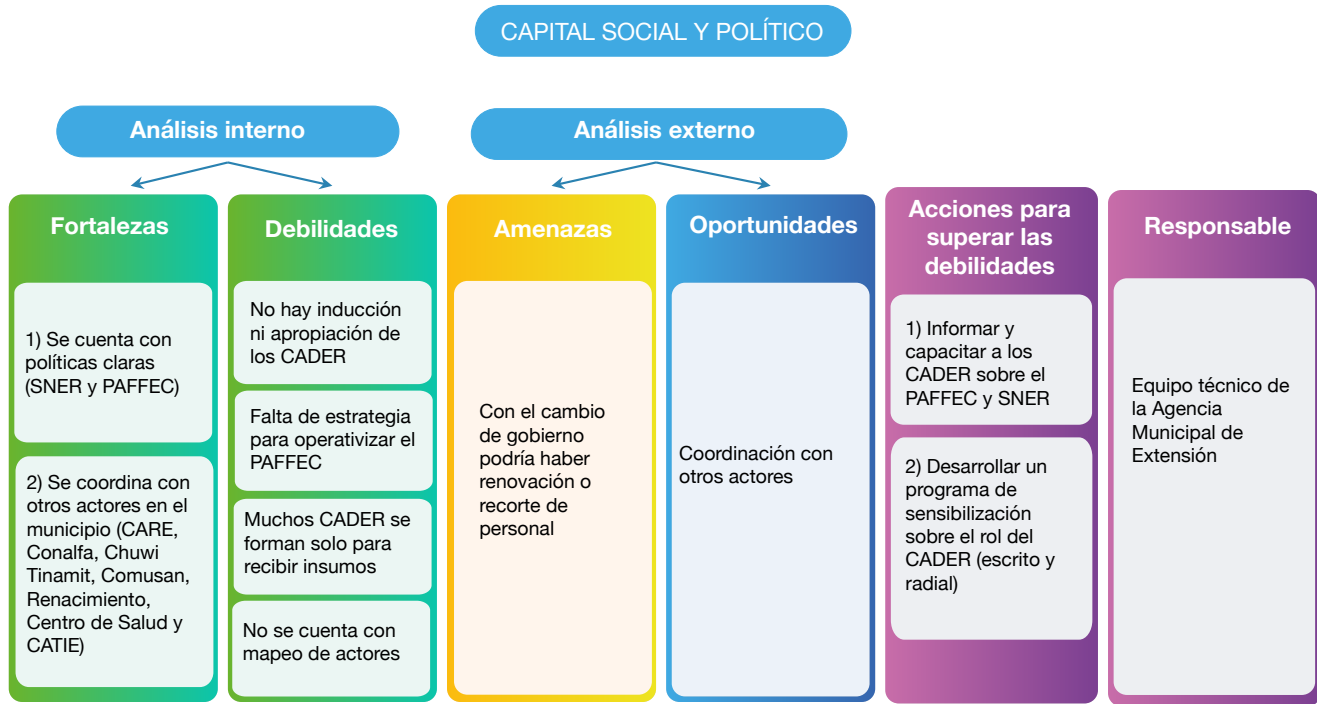 CAPITAL SOCIAL Y POLÍTICO
Análisis interno
Análisis externo
Fortalezas
1) Se cuenta con
políticas claras
(SNER y PAFFEC)
2) Se coordina con
otros actores en el
municipio (CARE,
Conalfa, Chuwi
Tinamit, Comusan,
Renacimiento,
Centro de Salud y
CATIE)
Debilidades
No hay inducción
ni apropiación de
los CADER
Falta de estrategia
para operativizar el
PAFFEC
Muchos CADER se
forman solo para
recibir insumos
No se cuenta con
mapeo de actores
Amenazas
Con el cambio
de gobierno
podría haber
renovación o
recorte de
personal
Oportunidades
Coordinación con
otros actores
Acciones para
superar las
debilidades
1) Informar y
capacitar a los
CADER sobre el
PAFFEC y SNER
2) Desarrollar un
programa de
sensibilización
sobre el rol del
CADER (escrito y
radial)
Responsable
Equipo técnico de
la Agencia
Municipal de
Extensión